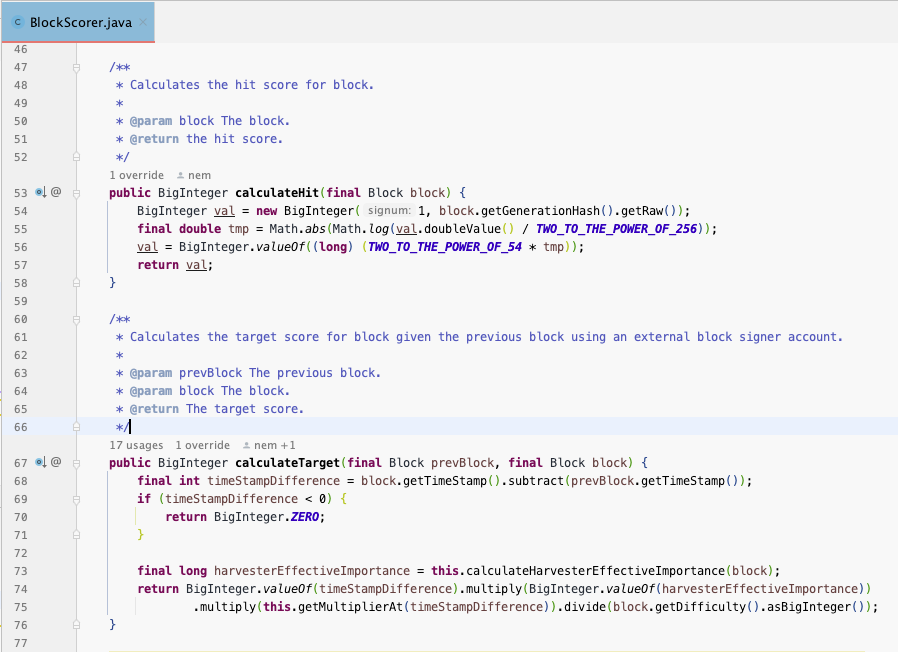 BlockScorer.java
46
47 /**
48 * Calculates the hit score for block.
49 *
50 * @param block The block.
51 * @return the hit score.
52 */
1 override nem
53 @ public BigInteger calculateHit(final Block block) {
54 BigInteger val = new BigInteger( signum: 1, block.getGenerationHash().getRaw());
55 final double tmp = Math.abs(Math.log(val.doubleValue() / TWO_TO_THE_POWER_OF_256));
56 val = BigInteger.valueOf((long) (TWO_TO_THE_POWER_OF_54 * tmp));
57 return val;
58 }
59
60 /**
61 * Calculates the target score for block given the previous block using an external block signer account.
62 *
63 * @param prevBlock The previous block.
64 * @param block The block.
65 * @return The target score.
66 */
17 usages 1 override nem +1
67 @ public BigInteger calculateTarget(final Block prevBlock, final Block block) {
68 final int timeStampDifference = block.getTimeStamp().subtract(prevBlock.getTimeStamp());
69 if (timeStampDifference < 0) {
70 return BigInteger.ZERO;
71 }
72
73 final long harvesterEffectiveImportance = this.calculateHarvesterEffectiveImportance(block);
74 return BigInteger.valueOf(timeStampDifference).multiply(BigInteger.valueOf(harvesterEffectiveImportance))
75 .multiply(this.getMultiplierAt(timeStampDifference)).divide(block.getDifficulty().asBigInteger());
76 }
77